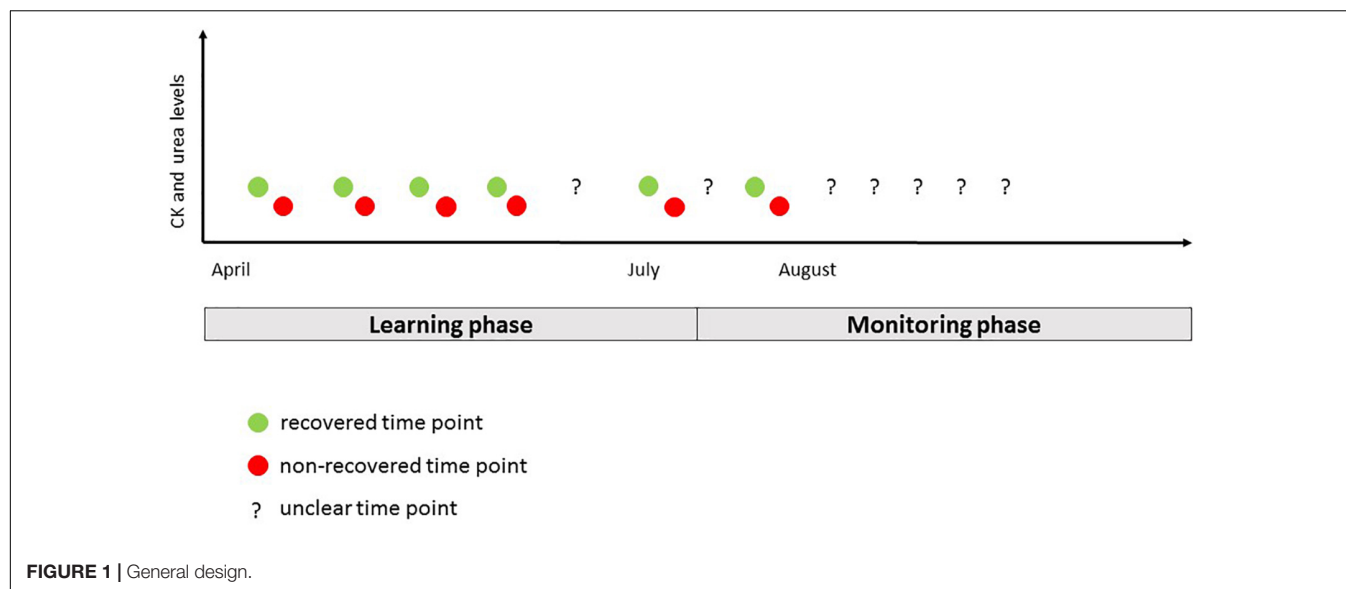 CK and urea levels
? ? ? ? ? ? ?
April July August
Learning phase Monitoring phase
recovered time point
non-recovered time point
? unclear time point
FIGURE 1 | General design.